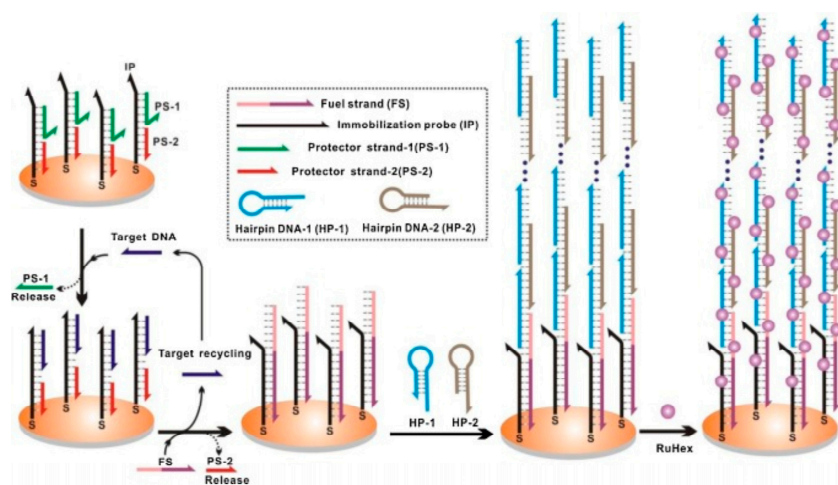 IP
PS-1
PS-2
S
S
S
S
Fuel strand (FS)
Immobilization probe (IP)
Protector strand-1(PS-1)
Protector strand-2(PS-2)
Hairpin DNA-1 (HP-1)
Hairpin DNA-2 (HP-2)
Target DNA
PS-1
Release
Target recycling
S
S
S
S
FS
PS-2
Release
S
S
S
S
HP-1
HP-2
S
S
S
S
RuHex
S
S
S
S